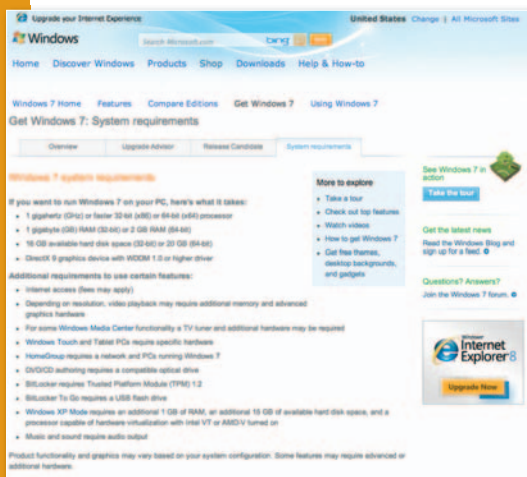 Upgrade your Internet Experience
United States Change | All Microsoft Sites
Windows
Search Microsoft.com bing
Home Discover Windows Products Shop Downloads Help & How-to
Windows 7 Home Features Compare Editions Get Windows 7 Using Windows 7
Get Windows 7: System requirements
Overview Upgrade Advisor Release Candidate System requirements
Windows 7 system requirements
If you want to run Windows 7 on your PC, here's what it takes:
• 1 gigahertz (GHz) or faster 32-bit (x86) or 64-bit (x64) processor
• 1 gigabyte (GB) RAM (32-bit) or 2 GB RAM (64-bit)
• 16 GB available hard disk space (32-bit) or 20 GB (64-bit)
• DirectX 9 graphics device with WDDM 1.0 or higher driver
Additional requirements to use certain features:
• Internet access (fees may apply)
• Depending on resolution, video playback may require additional memory and advanced
graphics hardware
• For some Windows Media Center functionality a TV tuner and additional hardware may be required
• Windows Touch and Tablet PCs require specific hardware
• HomeGroup requires a network and PCs running Windows 7
• DVD/CD authoring requires a compatible optical drive
• BitLocker requires Trusted Platform Module (TPM) 1.2
• BitLocker To Go requires a USB flash drive
• Windows XP Mode requires an additional 1 GB of RAM, an additional 15 GB of available hard disk space, and a
processor capable of hardware virtualization with Intel VT or AMD-V turned on
• Music and sound require audio output
Product functionality and graphics may vary based on your system configuration. Some features may require advanced or
additional hardware.
More to explore
Take a tour
Check out top features
Watch videos
How to get Windows 7
Get free themes,
desktop backgrounds,
and gadgets
See Windows 7 in
action
Take the tour
Get the latest news
Read the Windows Blog and
sign up for a feed.
Questions? Answers?
Join the Windows 7 forum.
Windows
Internet
Explorer 8
Upgrade Now